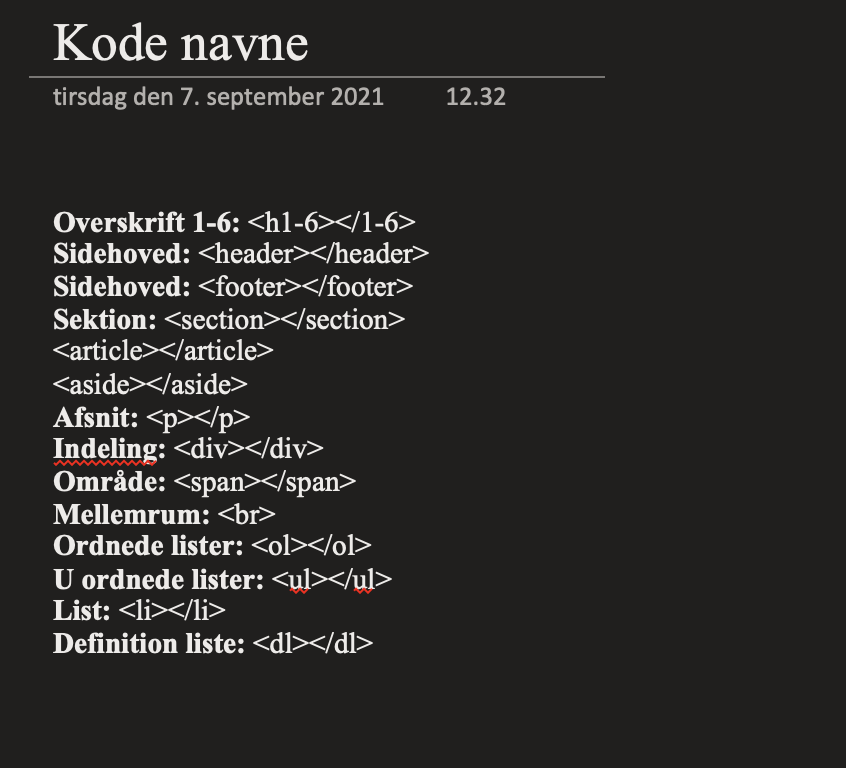 Kode navne
tirsdag den 7. september 2021 12.32
Overskrift 1-6: <h1-6></1-6>
Sidehoved: <header></header>
Sidehoved: <footer></footer>
Sektion: <section></section>
<article></article>
<aside></aside>
Afsnit: <p></p>
Indeling: <div></div>
Område: <span></span>
Mellemrum: <br>
Ordnede lister: <ol></ol>
U ordnede lister: <ul></ul>
List: <li></li>
Definition liste: <dl></dl>